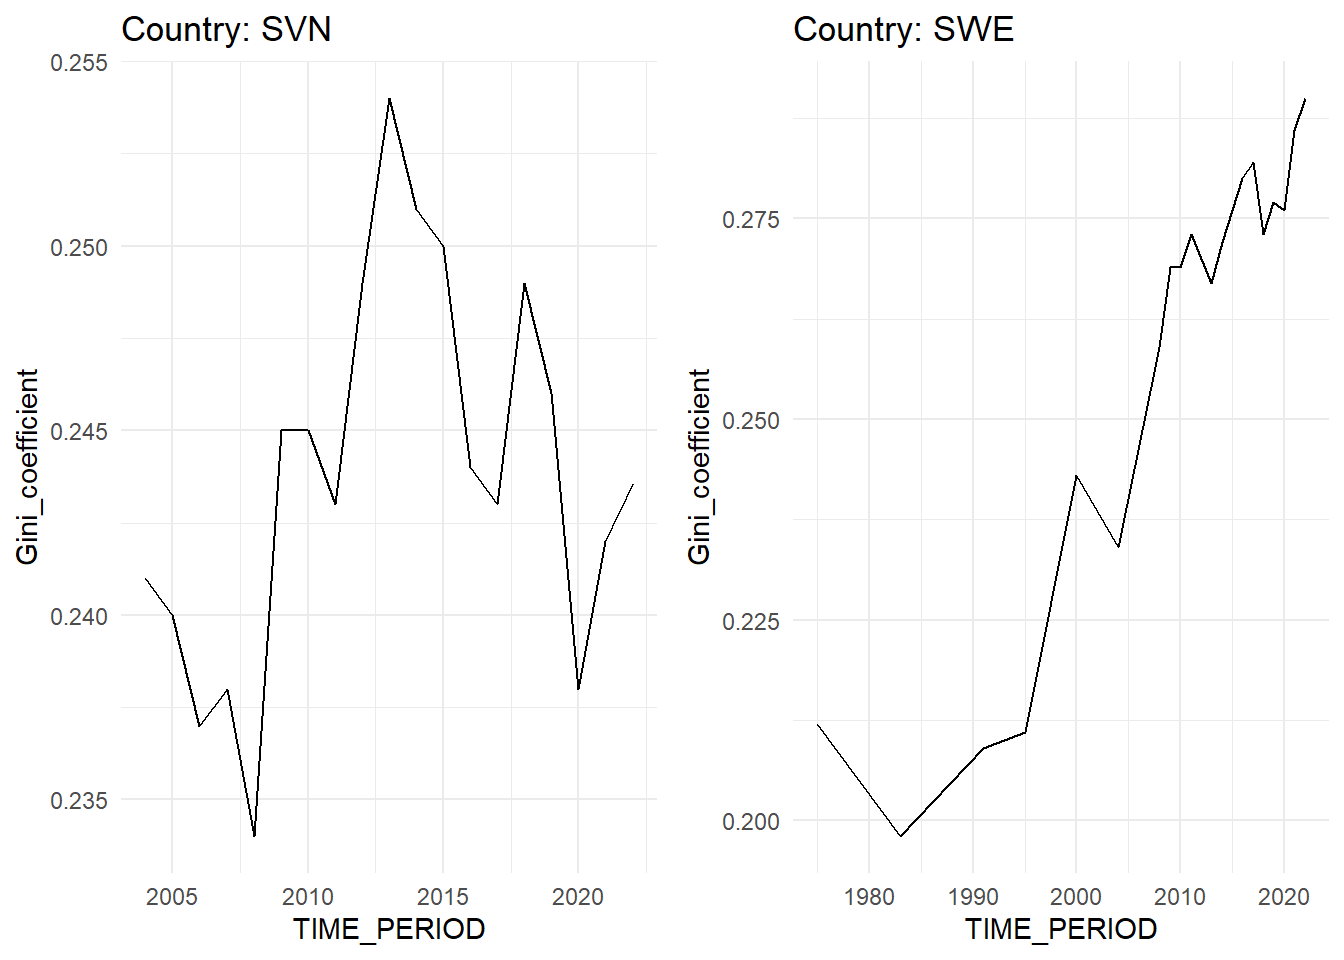 Country: SVN
0.255
0.250
0.245
0.240
0.235
Gini_coefficient
2005 2010 2015 2020
TIME_PERIOD
Country: SWE
0.275
0.250
0.225
0.200
Gini_coefficient
1980 1990 2000 2010 2020
TIME_PERIOD